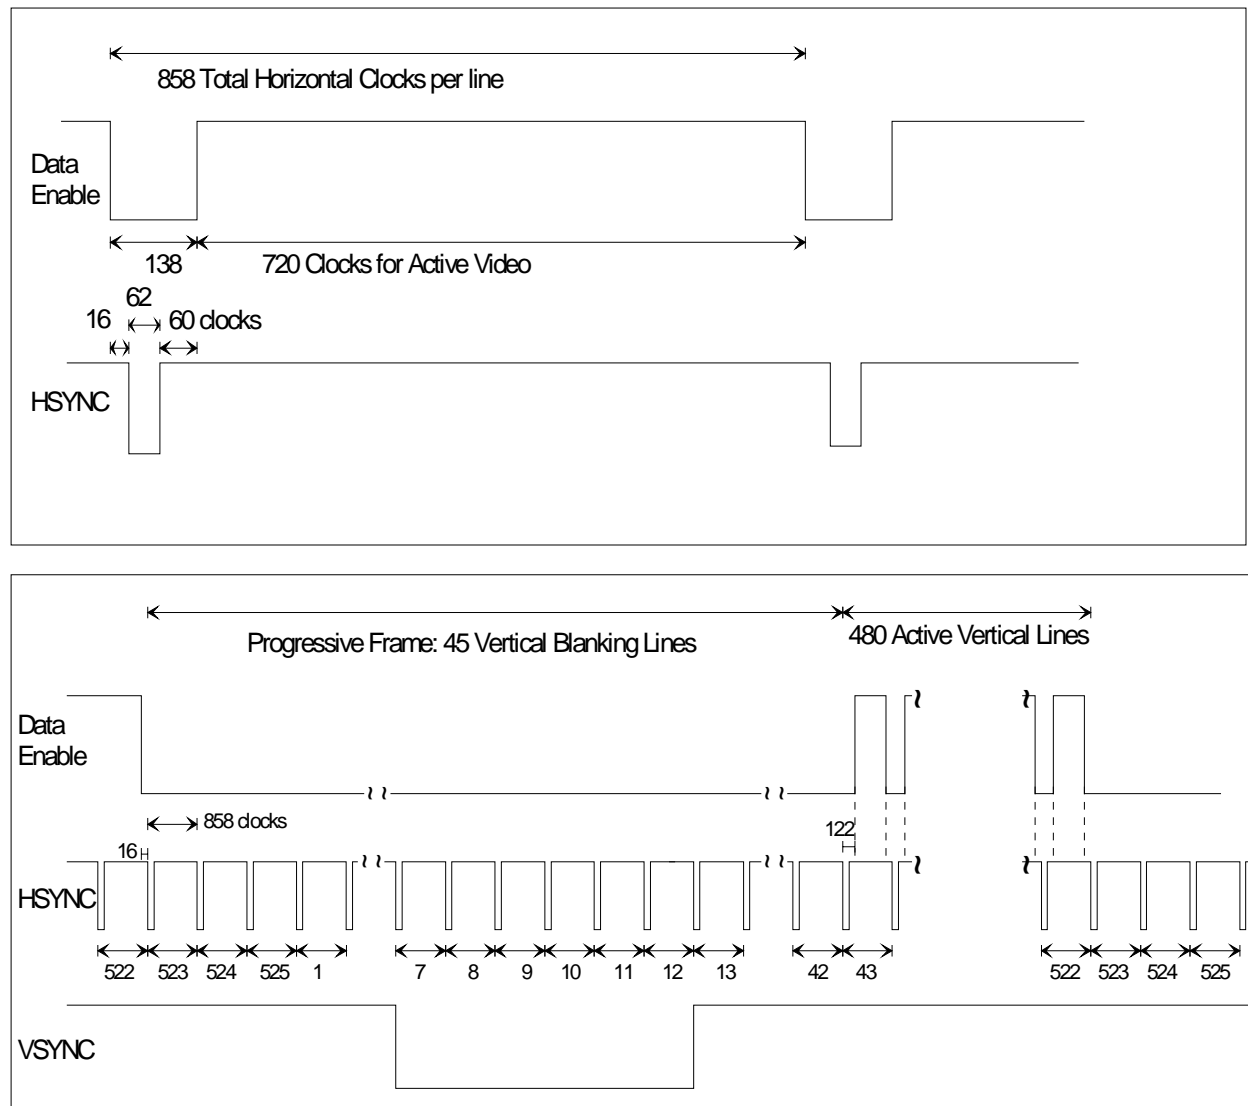 858 Total Horizontal Clocks per line
Data
Enable
138
720 Clocks for Active Video
62
16
60 clocks
HSYNC
Progressive Frame: 45 Vertical Blanking Lines
480 Active Vertical Lines
Data
Enable
858 clocks
122
16
HSYNC
522 523 524 525 1 7 8 9 10 11 12 13 42 43 522 523 524 525
VSYNC